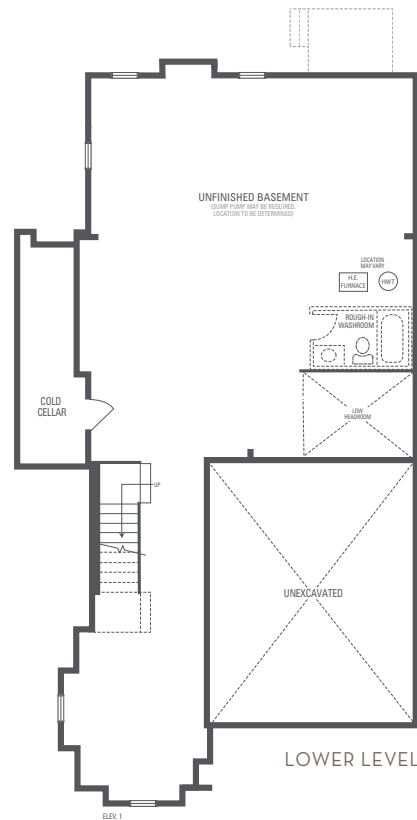 UNFINISHED BASEMENT
(SUMP PUMP MAY BE REQUIRED.
LOCATION TO BE DETERMINED)
LOCATION
MAY VARY
H.E.
FURNACE
HWT
ROUGH-IN
WASHROOM
COLD
CELLAR
LOW
HEADROOM
UP
UNEXCAVATED
LOWER LEVEL
ELEV. 1